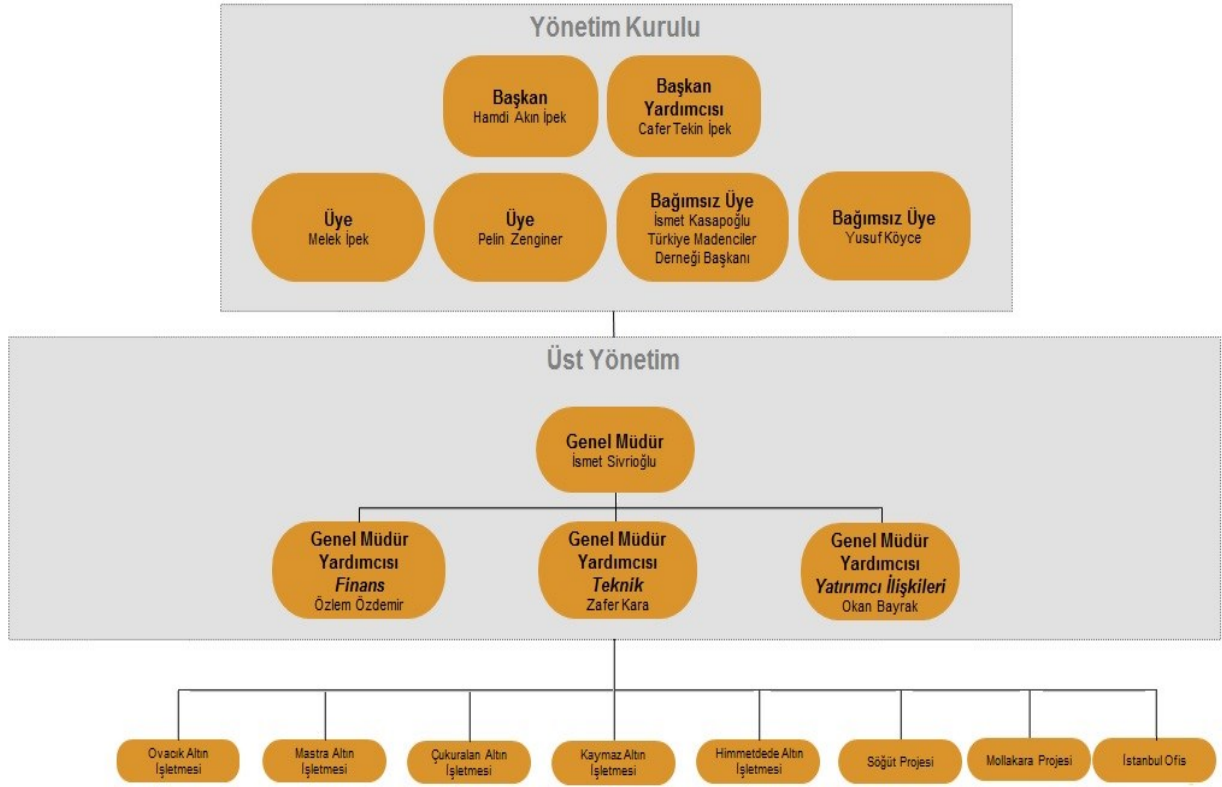 Yönetim Kurulu
Başkan
Hamdi Akın İpek
Başkan
Yardımcısı
Cafer Tekin İpek
Üye
Melek İpek
Üye
Pelin Zenginer
Bağımsız Üye
İsmet Kasapoğlu
Türkiye Madenciler
Derneği Başkanı
Bağımsız Üye
Yusuf Köyce
Üst Yönetim
Genel Müdür
İsmet Sivrioğlu
Genel Müdür
Yardımcısı
Finans
Özlem Özdemir
Genel Müdür
Yardımcısı
Teknik
Zafer Kara
Genel Müdür
Yardımcısı
Yatırımcı İlişkileri
Okan Bayrak
Ovacık Altın
İşletmesi
Mastra Altın
İşletmesi
Çukuralan Altın
İşletmesi
Kaymaz Altın
İşletmesi
Himmetdede Altın
İşletmesi
Söğüt Projesi
Mollakara Projesi
İstanbul Ofis